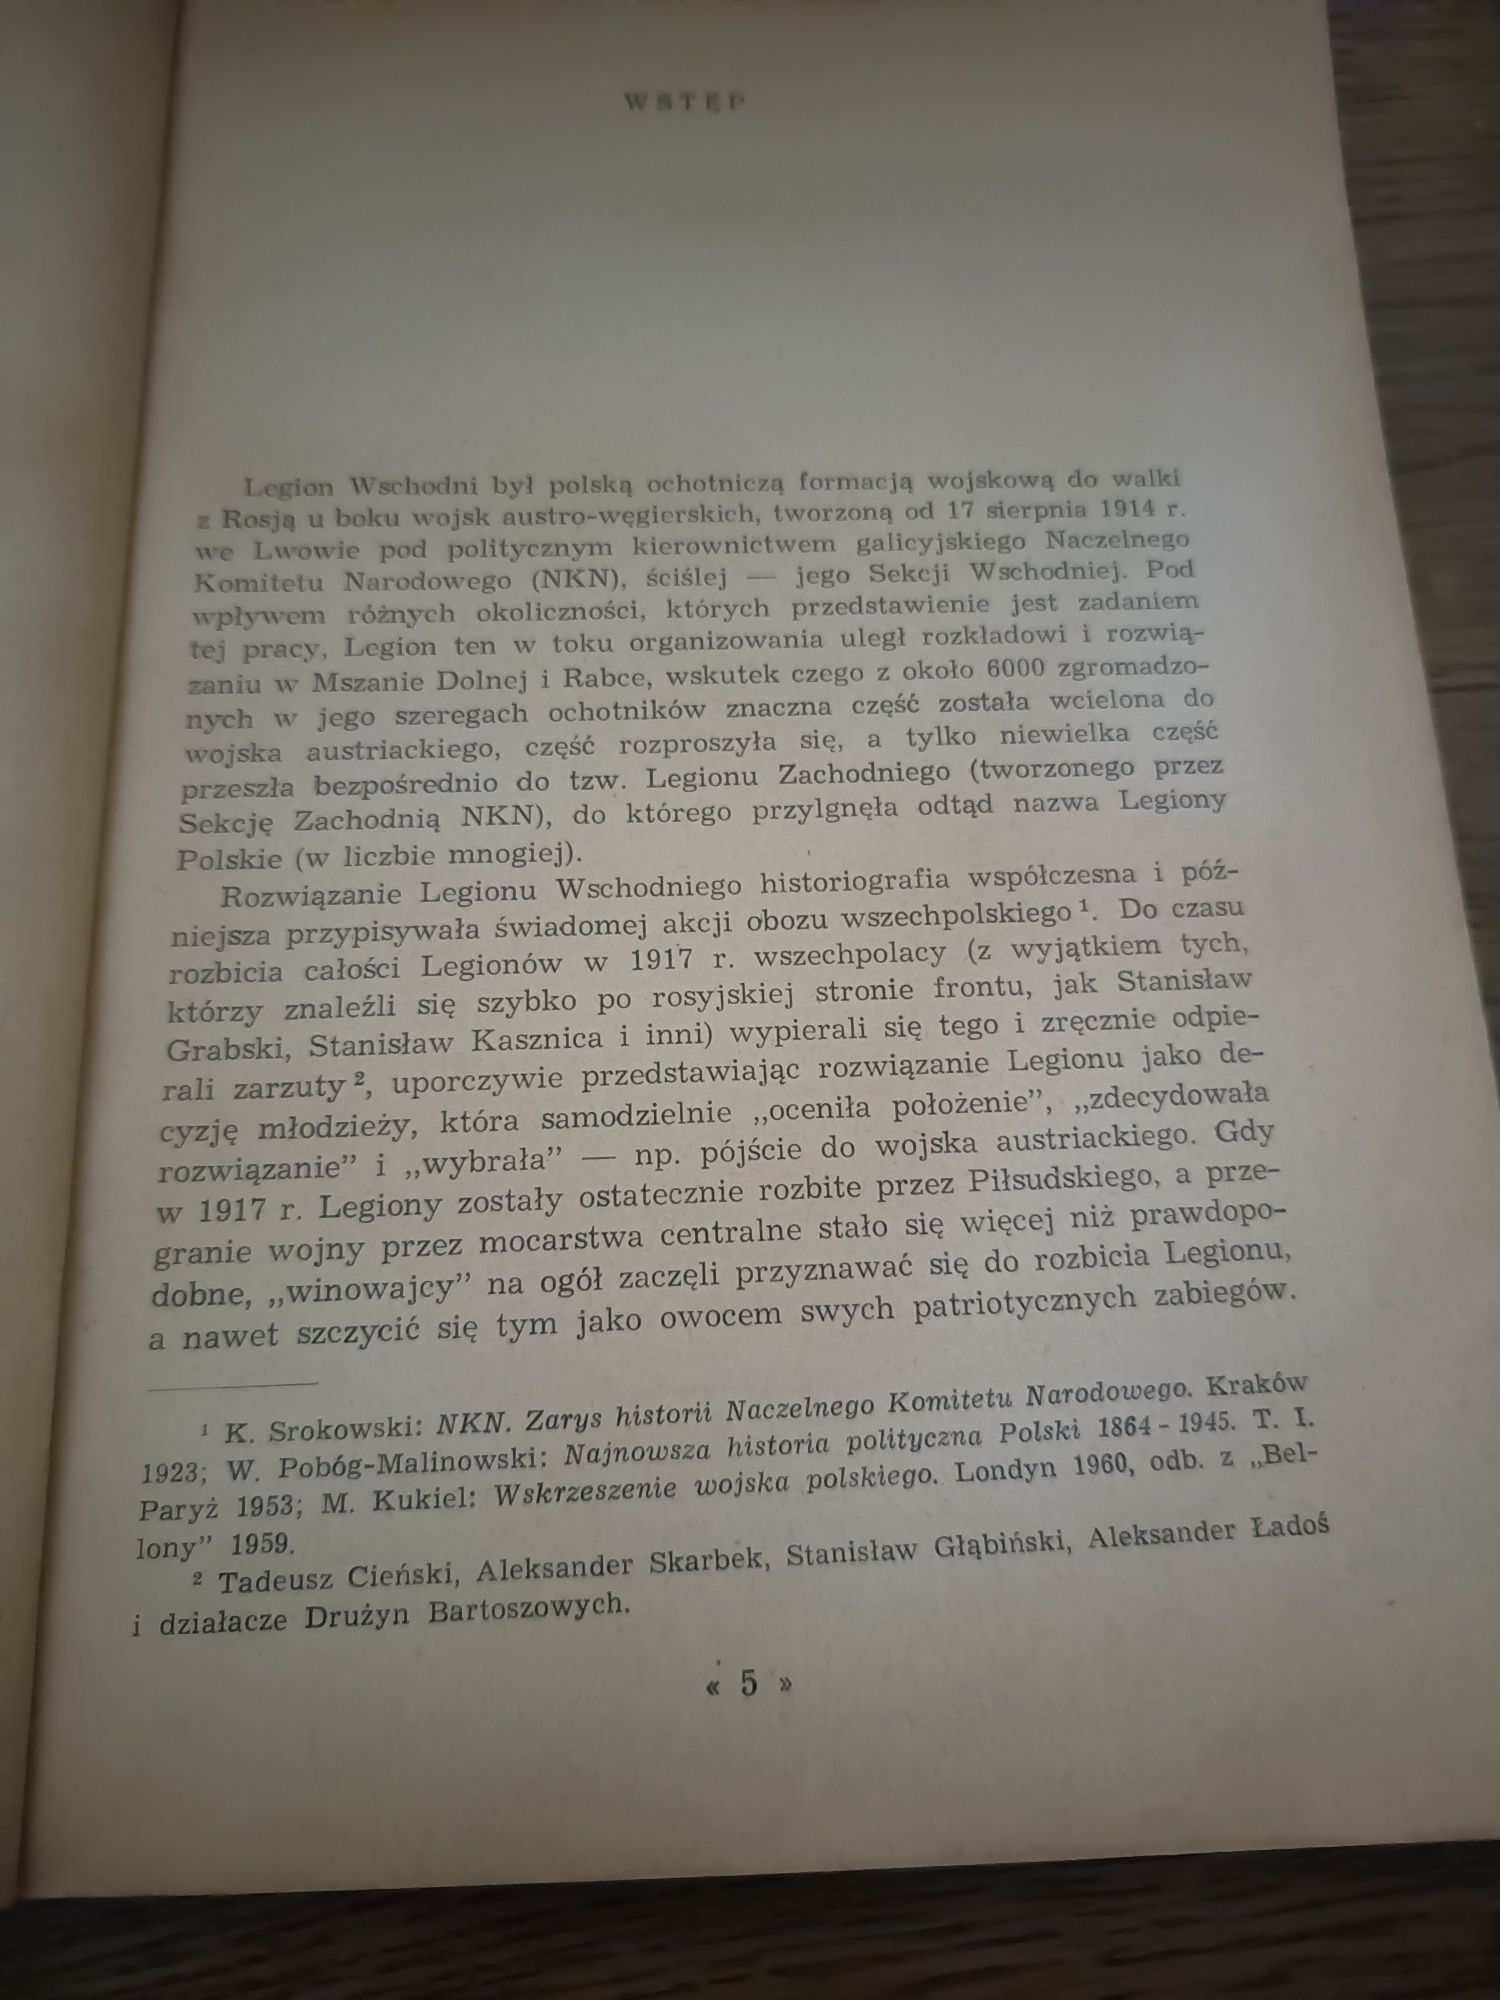 WSTĘP
Legion Wschodni był polską ochotniczą formacją wojskową do walki
z Rosją u boku wojsk austro-węgierskich, tworzoną od 17 sierpnia 1914 r.
we Lwowie pod politycznym kierownictwem galicyjskiego Naczelnego
Komitetu Narodowego (NKN), ściślej — jego Sekcji Wschodniej. Pod
wpływem różnych okoliczności, których przedstawienie jest zadaniem
tej pracy, Legion ten w toku organizowania uległ rozkładowi i rozwią-
zaniu w Mszanie Dolnej i Rabce, wskutek czego z około 6000 zgromadzo-
nych w jego szeregach ochotników znaczna część została wcielona do
wojska austriackiego, część rozproszyła się, a tylko niewielka część
przeszła bezpośrednio do tzw. Legionu Zachodniego (tworzonego przez
Sekcję Zachodnią NKN), do którego przylgnęła odtąd nazwa Legiony
Polskie (w liczbie mnogiej).
Rozwiązanie Legionu Wschodniego historiografia współczesna i póź-
niejsza przypisywała świadomej akcji obozu wszechpolskiego ¹. Do czasu
rozbicia całości Legionów w 1917 r. wszechpolacy (z wyjątkiem tych,
którzy znaleźli się szybko po rosyjskiej stronie frontu, jak Stanisław
Grabski, Stanisław Kasznica i inni) wypierali się tego i zręcznie odpie-
rali zarzuty ², uporczywie przedstawiając rozwiązanie Legionu jako de-
cyzję młodzieży, która samodzielnie „oceniła położenie”, „zdecydowała
rozwiązanie” i „wybrała” — np. pójście do wojska austriackiego. Gdy
w 1917 r. Legiony zostały ostatecznie rozbite przez Piłsudskiego, a prze-
granie wojny przez mocarstwa centralne stało się więcej niż prawdopo-
dobne, „winowajcy” na ogół zaczęli przyznawać się do rozbicia Legionu,
a nawet szczycić się tym jako owocem swych patriotycznych zabiegów.
¹ K. Srokowski: NKN. Zarys historii Naczelnego Komitetu Narodowego. Kraków
1923; W. Pobóg-Malinowski: Najnowsza historia polityczna Polski 1864 - 1945. T. I.
Paryż 1953; M. Kukiel: Wskrzeszenie wojska polskiego. Londyn 1960, odb. z „Bel-
lony” 1959.
² Tadeusz Cieński, Aleksander Skarbek, Stanisław Głąbiński, Aleksander Ładoś
i działacze Drużyn Bartoszowych.
« 5 »